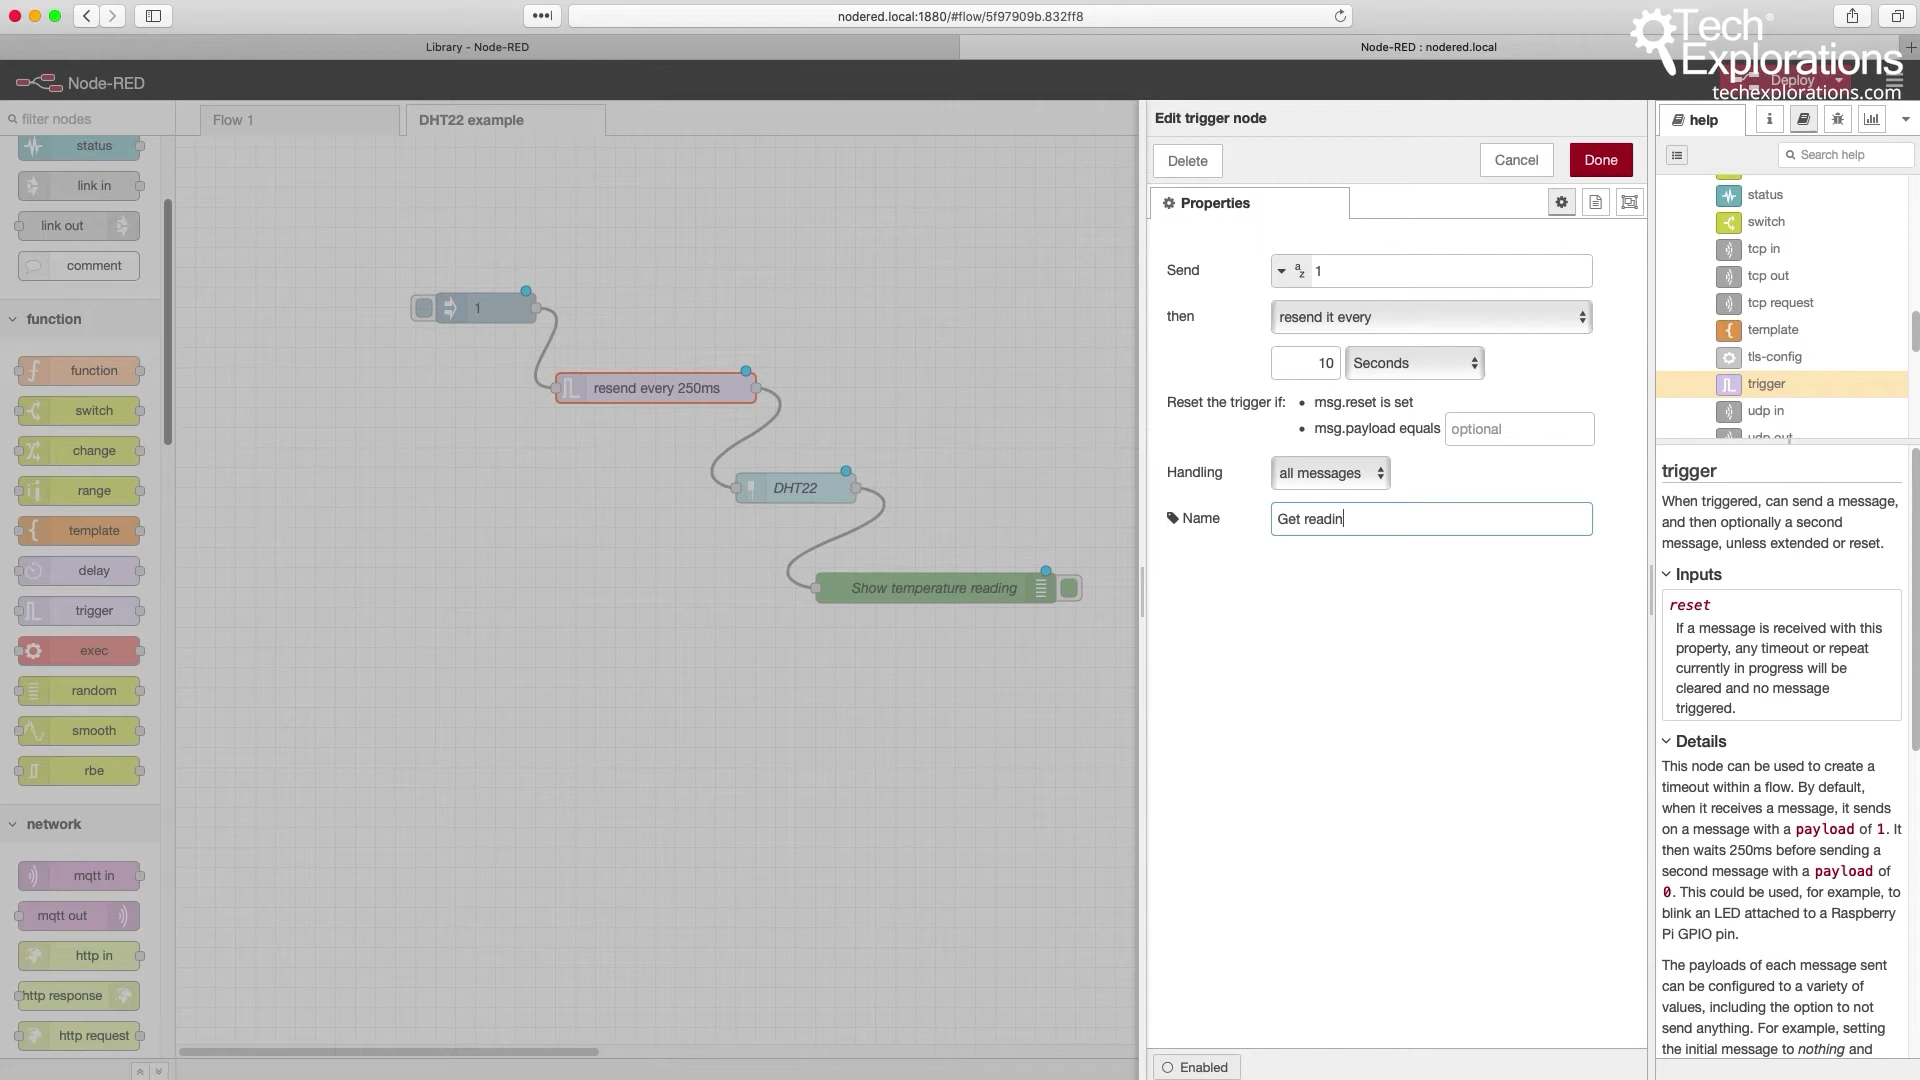 nodered.local:1880/#flow/5f97909b.832ff8
Library - Node-RED
Node-RED : nodered.local
Tech
Explorations
techexplorations.com
Node-RED
Deploy
filter nodes
Flow 1
DHT22 example
status
link in
link out
comment
function
function
switch
change
range
template
delay
trigger
exec
random
smooth
rbe
network
mqtt in
mqtt out
http in
http response
http request
1
resend every 250ms
DHT22
Show temperature reading
Edit trigger node
Delete
Cancel
Done
Properties
Send
1
then
resend it every
10
Seconds
Reset the trigger if:
• msg.reset is set
• msg.payload equals
optional
Handling
all messages
Name
Get readin
Enabled
help
Search help
status
switch
tcp in
tcp out
tcp request
template
tls-config
trigger
udp in
udp out
trigger
When triggered, can send a message,
and then optionally a second
message, unless extended or reset.
Inputs
reset
If a message is received with this
property, any timeout or repeat
currently in progress will be
cleared and no message
triggered.
Details
This node can be used to create a
timeout within a flow. By default,
when it receives a message, it sends
on a message with a payload of 1. It
then waits 250ms before sending a
second message with a payload of
0. This could be used, for example, to
blink an LED attached to a Raspberry
Pi GPIO pin.
The payloads of each message sent
can be configured to a variety of
values, including the option to not
send anything. For example, setting
the initial message to nothing and